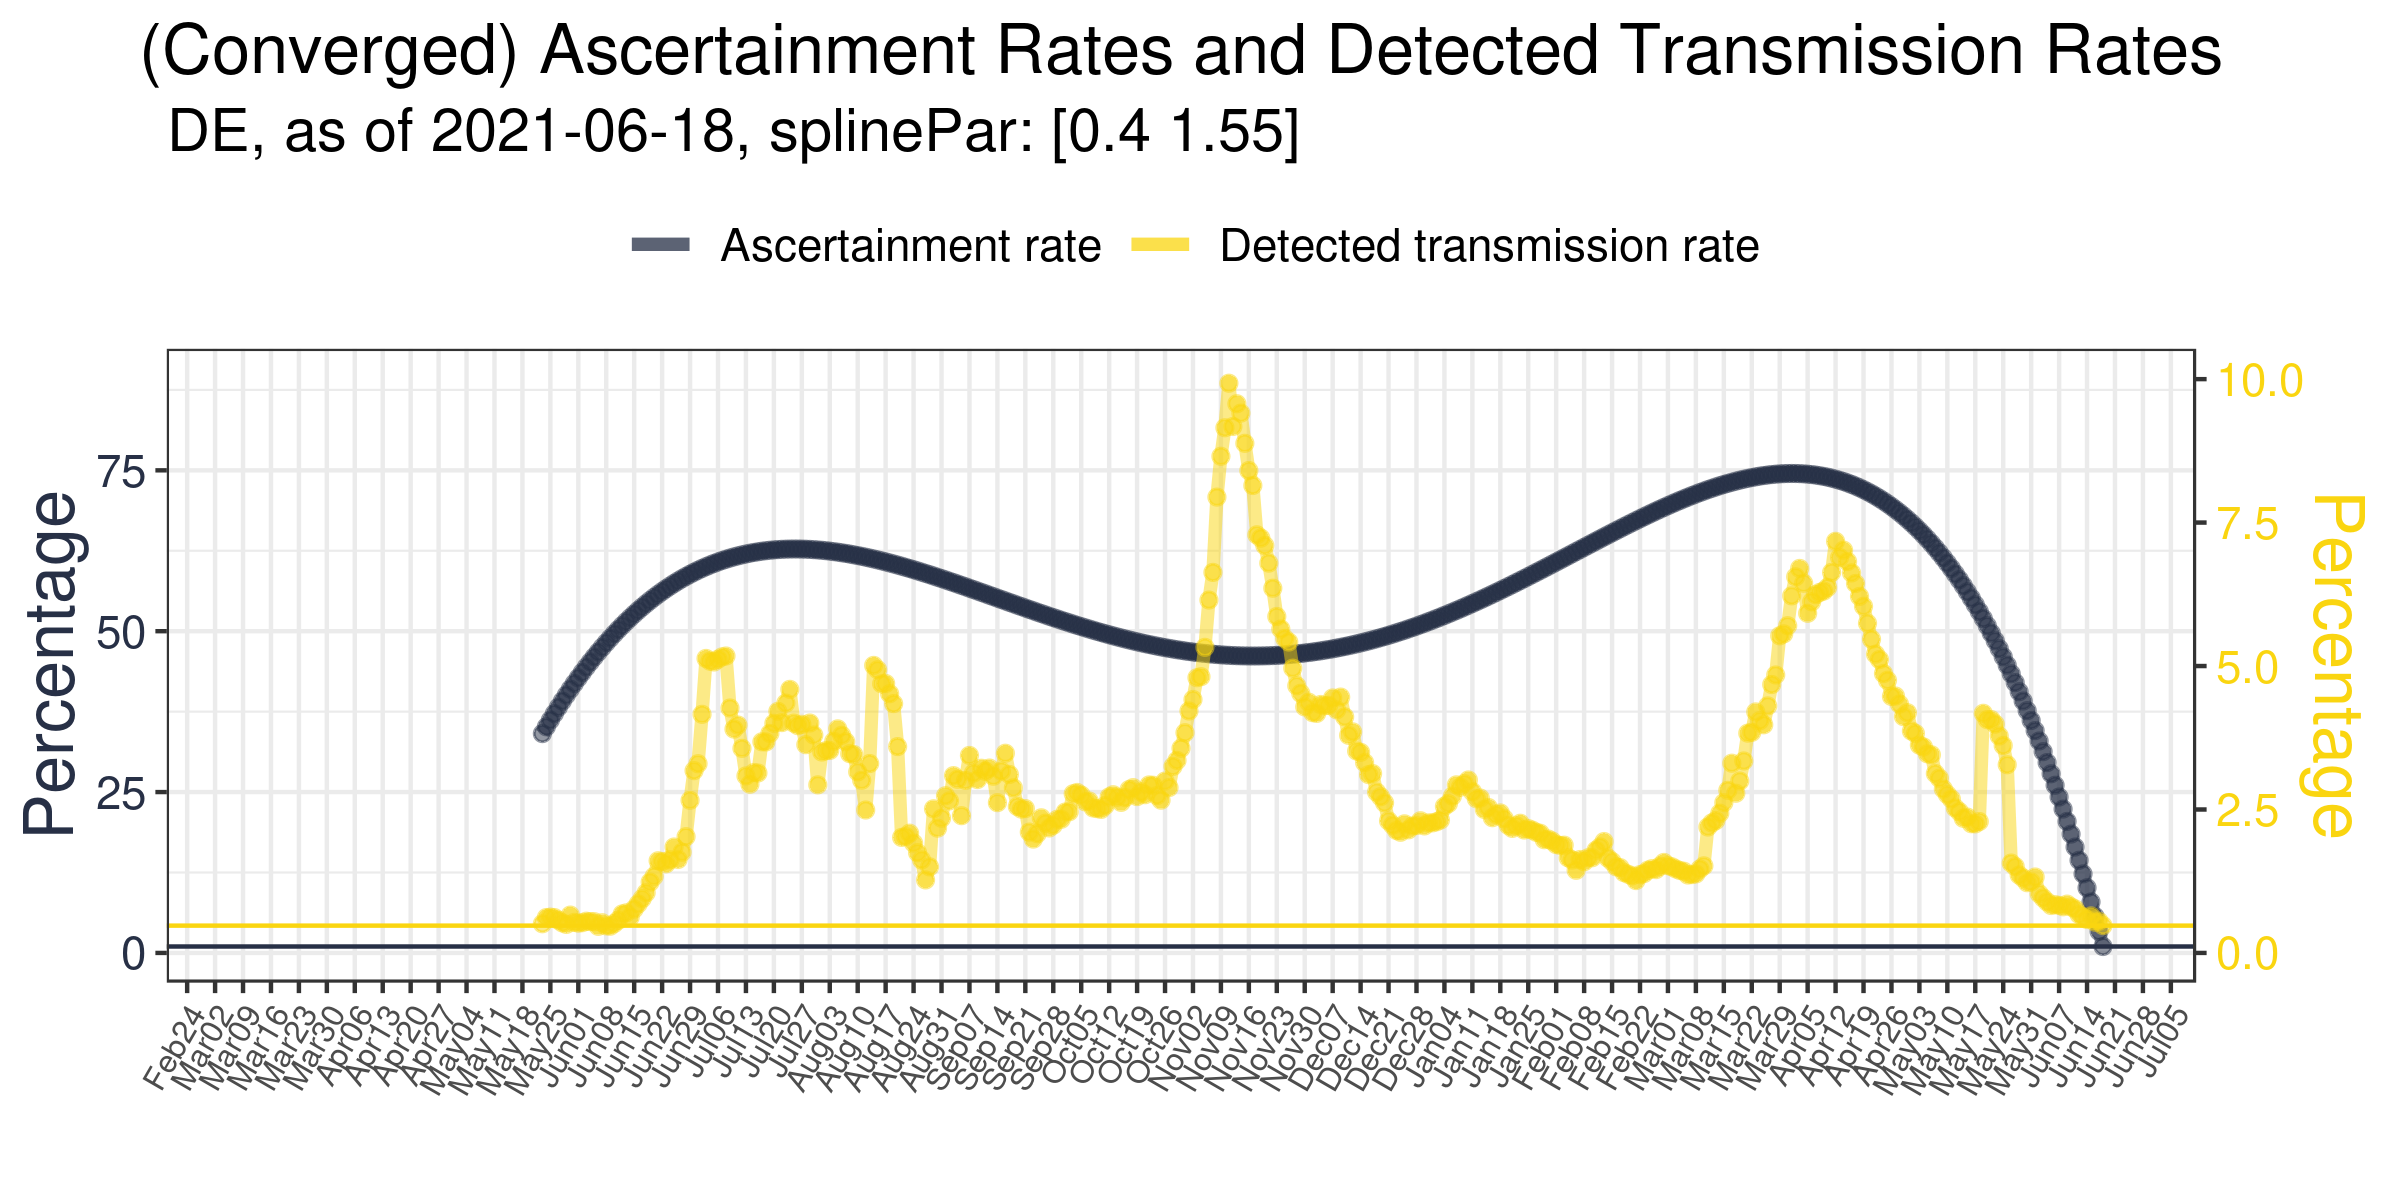 (Converged) Ascertainment Rates and Detected Transmission Rates
DE, as of 2021-06-18, splinePar: [0.4 1.55]
Ascertainment rate Detected transmission rate
Percentage
75
50
25
0
10.0
7.5
5.0
2.5
0.0
Percentage
Feb24
Mar02
Mar09
Mar16
Mar23
Mar30
Apr06
Apr13
Apr20
Apr27
May04
May11
May18
May25
Jun01
Jun08
Jun15
Jun22
Jun29
Jul06
Jul13
Jul20
Jul27
Aug03
Aug10
Aug17
Aug24
Aug31
Sep07
Sep14
Sep21
Sep28
Oct05
Oct12
Oct19
Oct26
Nov02
Nov09
Nov16
Nov23
Nov30
Dec07
Dec14
Dec21
Dec28
Jan04
Jan11
Jan18
Jan25
Feb01
Feb08
Feb15
Feb22
Mar01
Mar08
Mar15
Mar22
Mar29
Apr05
Apr12
Apr19
Apr26
May03
May10
May17
May24
May31
Jun07
Jun14
Jun21
Jun28
Jul05